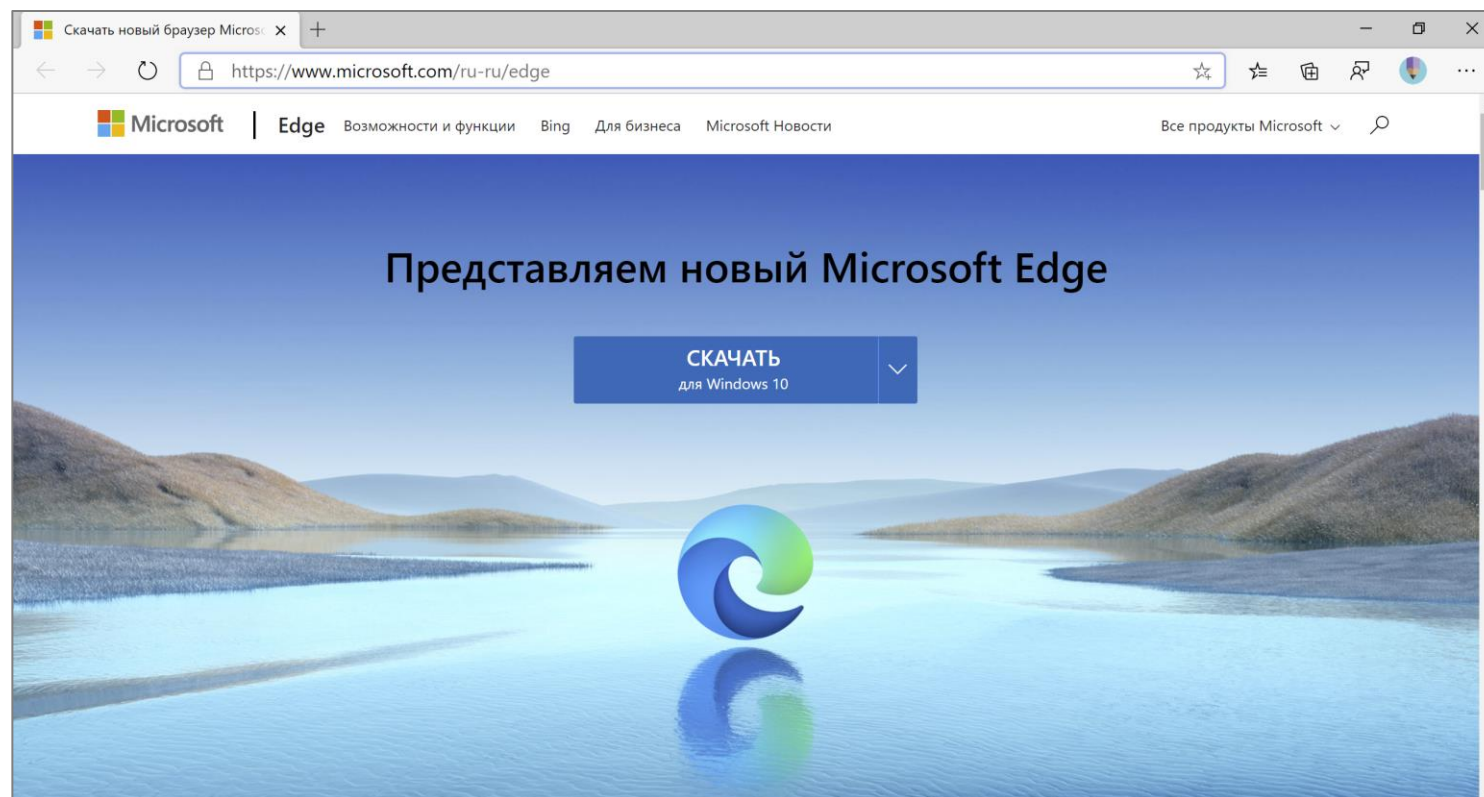 Скачать новый браузер Micros
https://www.microsoft.com/ru-ru/edge
Microsoft | Edge Возможности и функции Bing Для бизнеса Microsoft Новости Все продукты Microsoft
Представляем новый Microsoft Edge
СКАЧАТЬ
для Windows 10